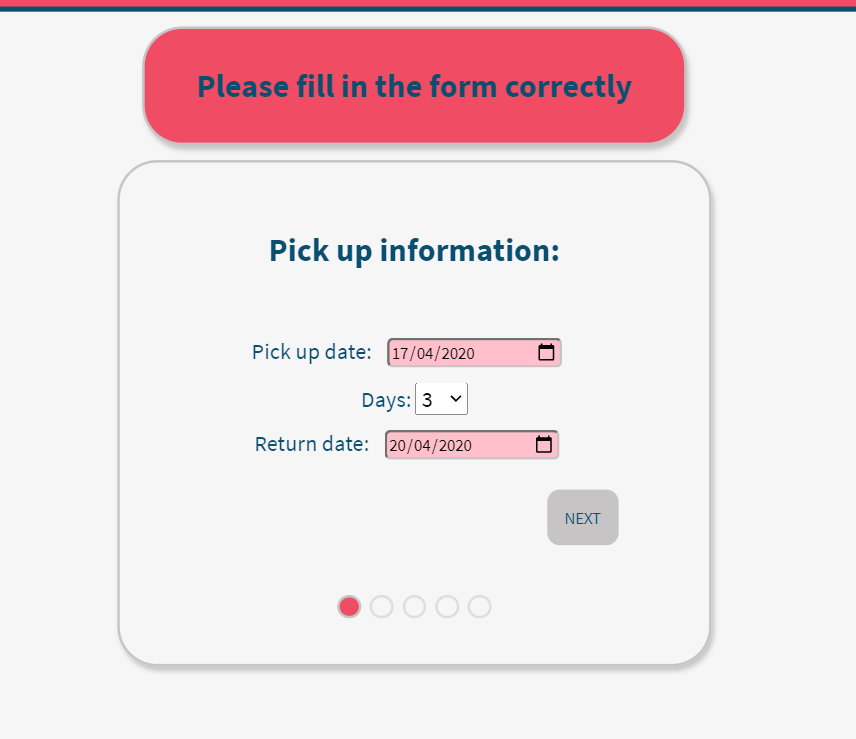 Please fill in the form correctly
Pick up information:
Pick up date: 17/04/2020
Days: 3
Return date: 20/04/2020
NEXT